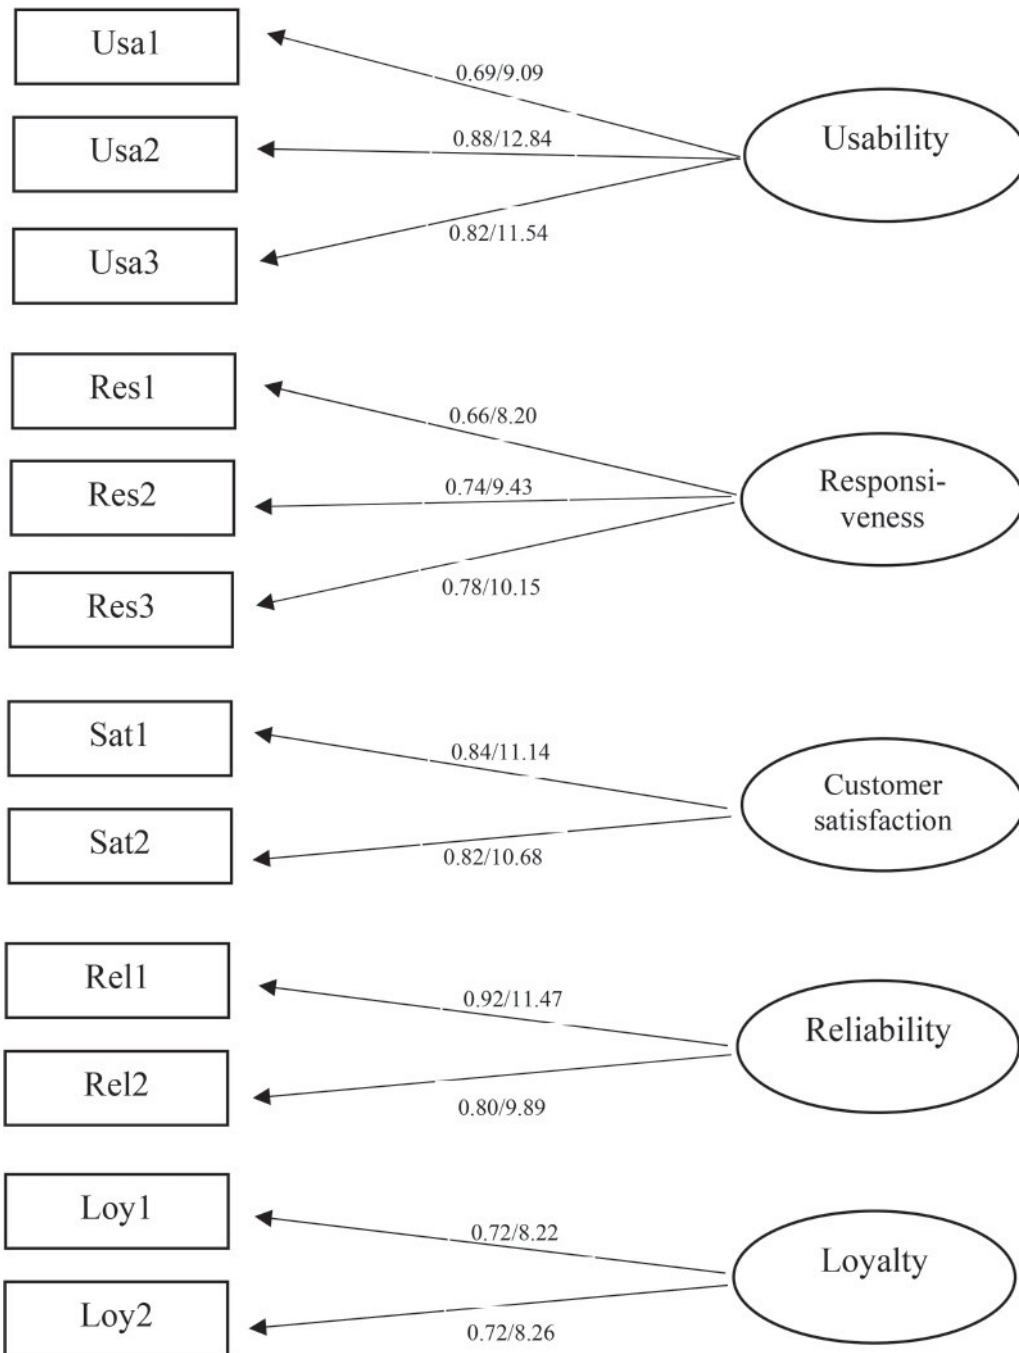 Usa1
0.69/9.09
Usa2
0.88/12.84
Usability
Usa3
0.82/11.54
Res1
0.66/8.20
Res2
0.74/9.43
Responsi-
veness
Res3
0.78/10.15
Sat1
0.84/11.14
Customer
satisfaction
Sat2
0.82/10.68
Rel1
0.92/11.47
Reliability
Rel2
0.80/9.89
Loy1
0.72/8.22
Loyalty
Loy2
0.72/8.26